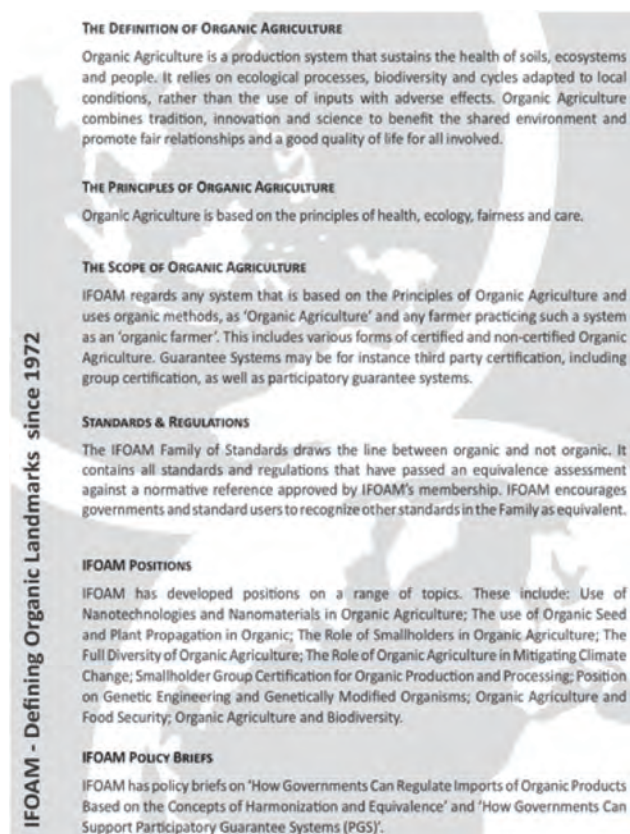 THE DEFINITION OF ORGANIC AGRICULTURE
Organic Agriculture is a production system that sustains the health of soils, ecosystems
and people. It relies on ecological processes, biodiversity and cycles adapted to local
conditions, rather than the use of inputs with adverse effects. Organic Agriculture
combines tradition, innovation and science to benefit the shared environment and
promote fair relationships and a good quality of life for all involved.
THE PRINCIPLES OF ORGANIC AGRICULTURE
Organic Agriculture is based on the principles of health, ecology, fairness and care.
THE SCOPE OF ORGANIC AGRICULTURE
IFOAM regards any system that is based on the Principles of Organic Agriculture and
uses organic methods, as 'Organic Agriculture' and any farmer practicing such a system
as an 'organic farmer'. This includes various forms of certified and non-certified Organic
Agriculture. Guarantee Systems may be for instance third party certification, including
group certification, as well as participatory guarantee systems.
STANDARDS & REGULATIONS
The IFOAM Family of Standards draws the line between organic and not organic. It
contains all standards and regulations that have passed an equivalence assessment
against a normative reference approved by IFOAM's membership. IFOAM encourages
governments and standard users to recognize other standards in the Family as equivalent.
IFOAM POSITIONS
IFOAM has developed positions on a range of topics. These include: Use of
Nanotechnologies and Nanomaterials in Organic Agriculture; The use of Organic Seed
and Plant Propagation in Organic; The Role of Smallholders in Organic Agriculture; The
Full Diversity of Organic Agriculture; The Role of Organic Agriculture in Mitigating Climate
Change; Smallholder Group Certification for Organic Production and Processing; Position
on Genetic Engineering and Genetically Modified Organisms; Organic Agriculture and
Food Security; Organic Agriculture and Biodiversity.
IFOAM POLICY BRIEFS
IFOAM has policy briefs on 'How Governments Can Regulate Imports of Organic Products
Based on the Concepts of Harmonization and Equivalence' and 'How Governments Can
Support Participatory Guarantee Systems (PGS)'.
IFOAM - Defining Organic Landmarks since 1972